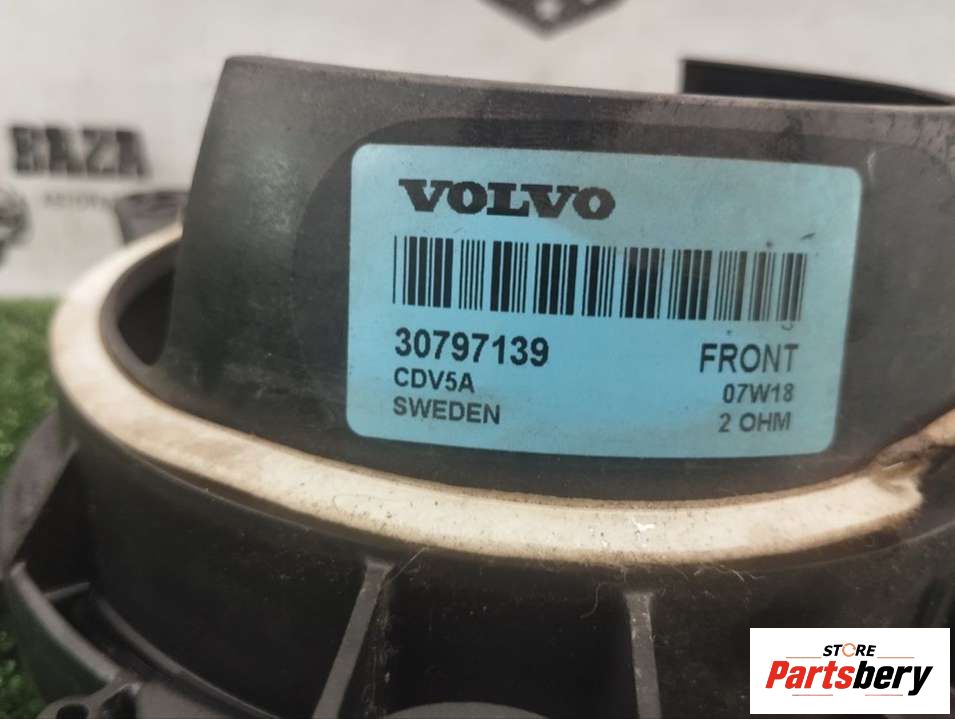 BAZA
VOLVO
30797139 FRONT
CDV5A 07W18
SWEDEN 2 OHM
STORE
Partsbery